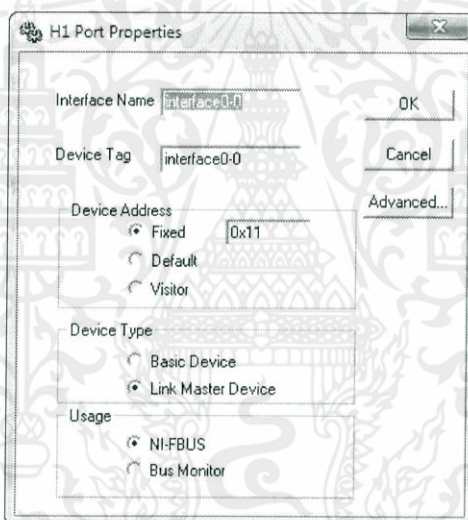 H1 Port Properties
Interface Name interface0-0 OK
Device Tag interface0-0 Cancel
Advanced...
Device Address
Fixed 0x11
Default
Visitor
Device Type
Basic Device
Link Master Device
Usage
NI-FBUS
Bus Monitor